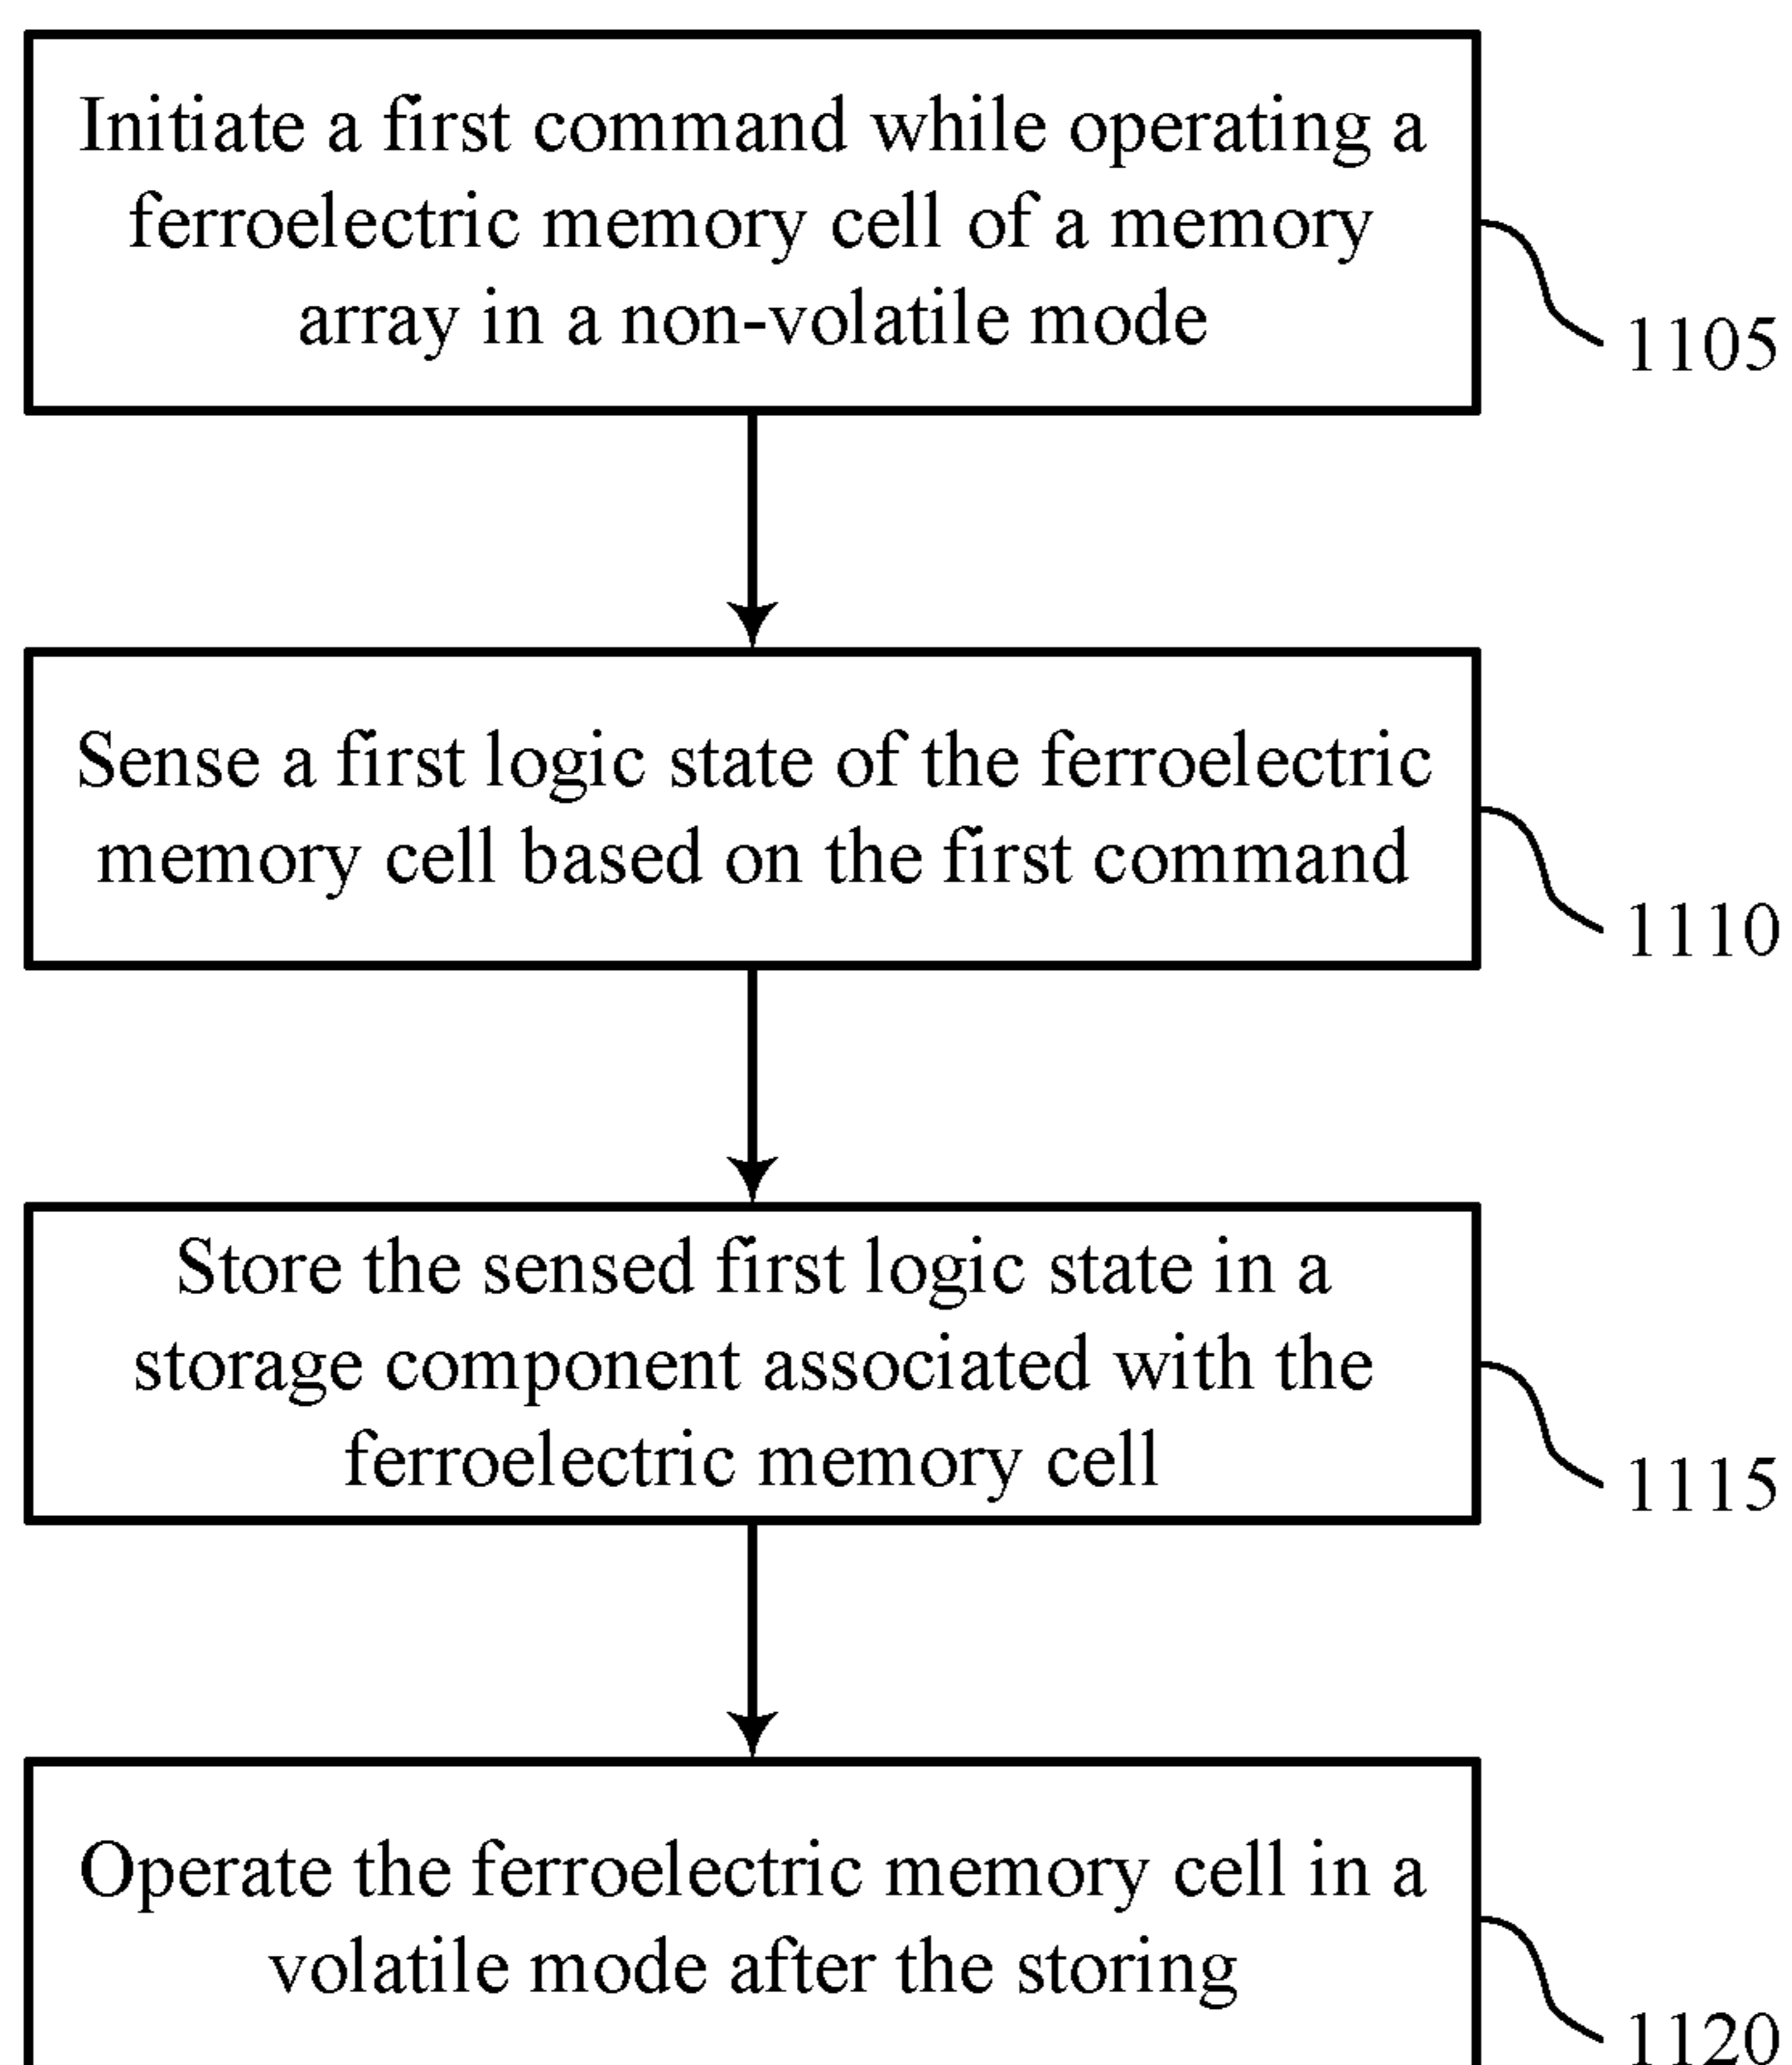 Initiate a first command while operating a
ferroelectric memory cell of a memory
array in a non-volatile mode
1105
Sense a first logic state of the ferroelectric
memory cell based on the first command
1110
Store the sensed first logic state in a
storage component associated with the
ferroelectric memory cell
1115
Operate the ferroelectric memory cell in a
volatile mode after the storing
1120